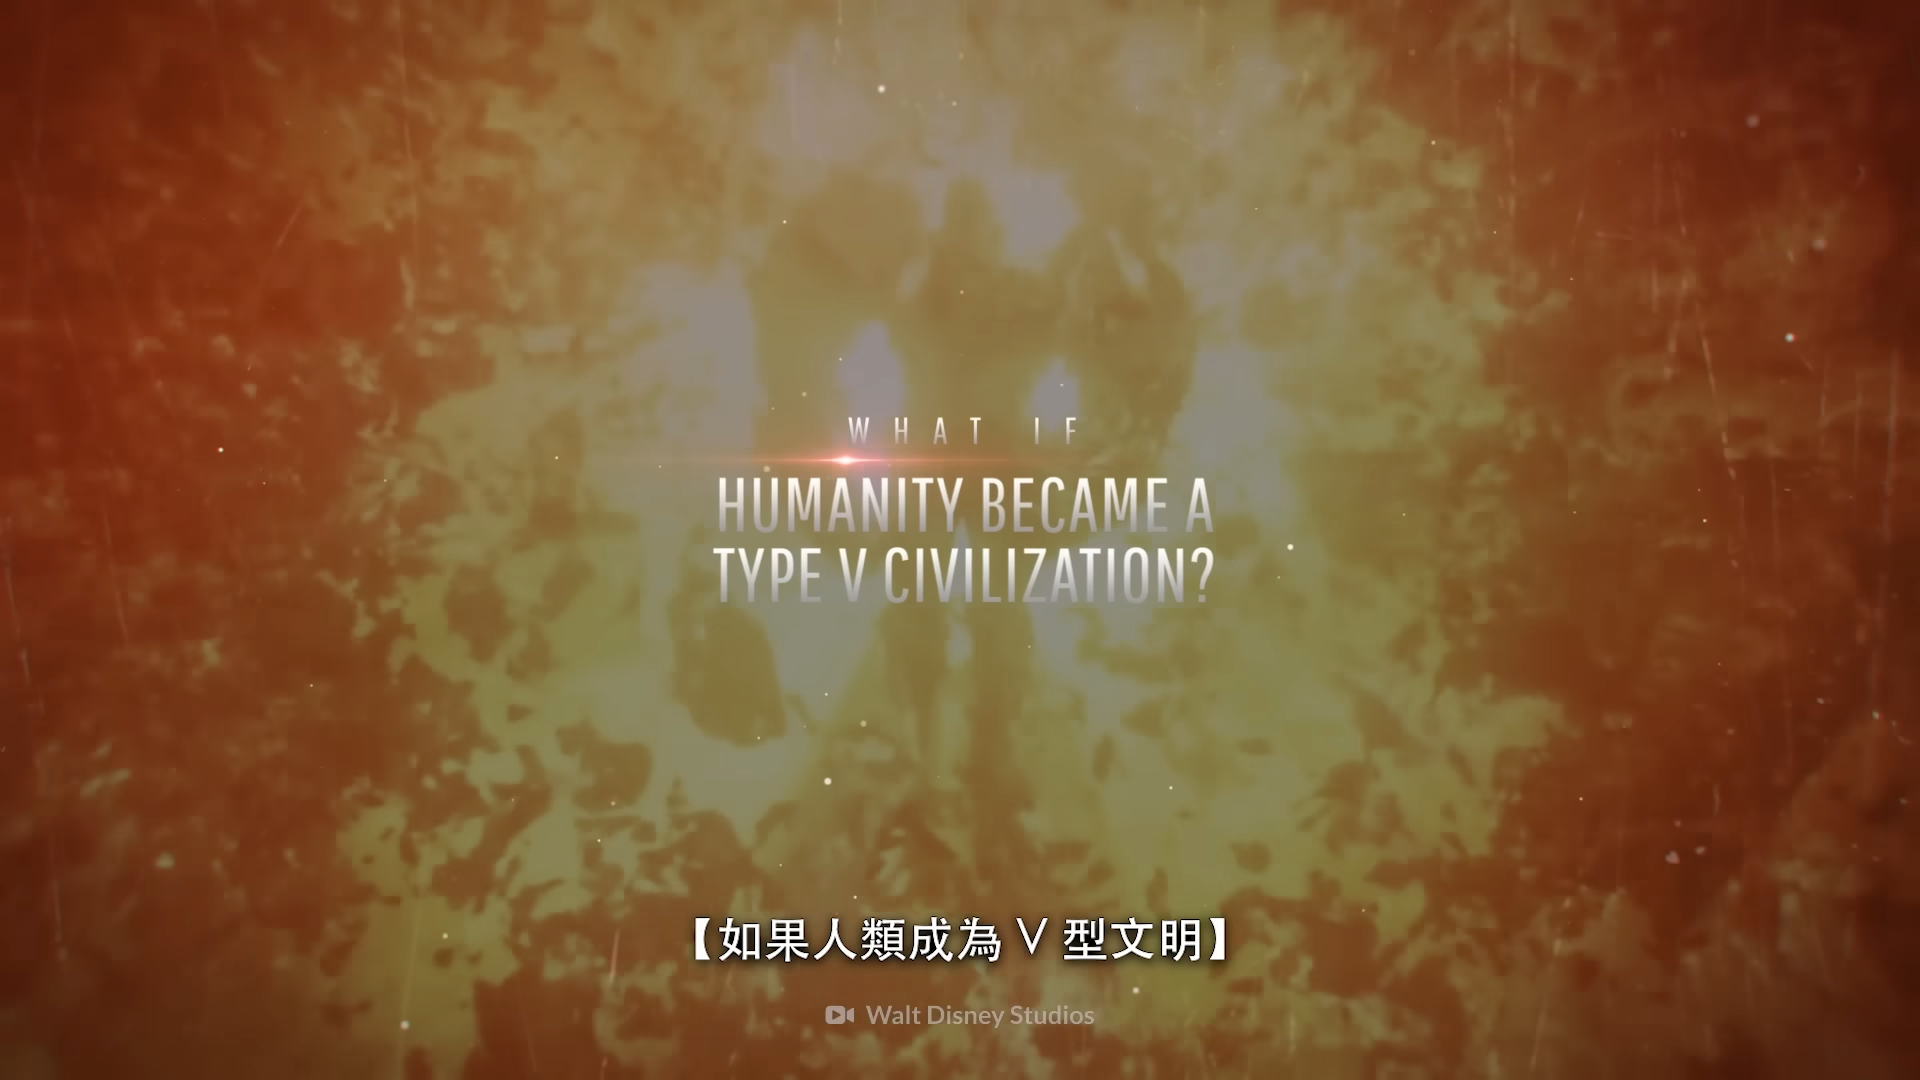 WHAT IF
HUMANITY BECAME A
TYPE V CIVILIZATION?
【如果人類成為 V 型文明】
Walt Disney Studios